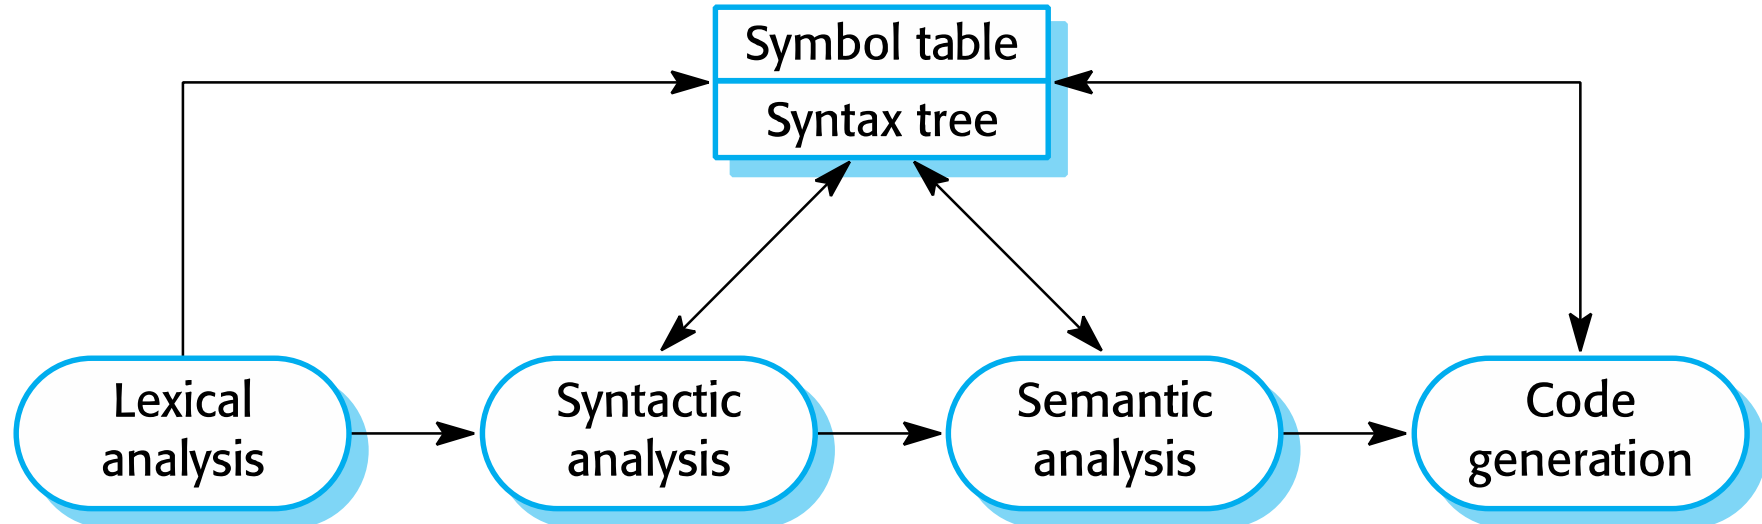 Symbol table
Syntax tree
Lexical
analysis
Syntactic
analysis
Semantic
analysis
Code
generation